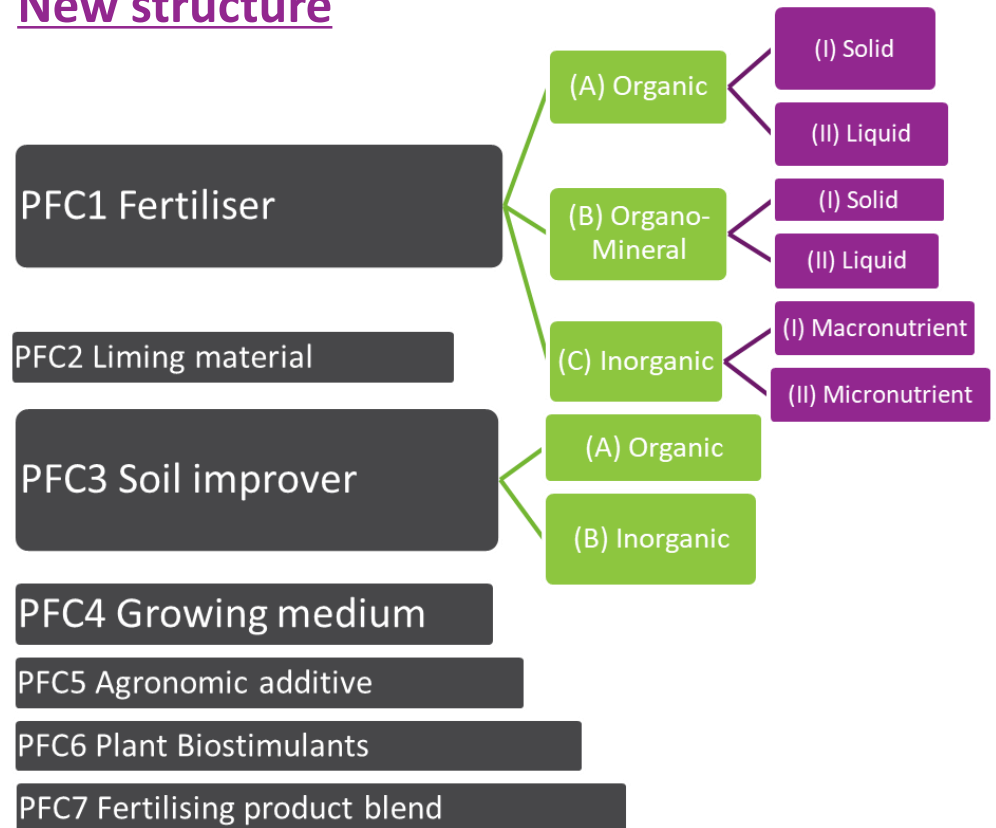 New structure
PFC1 Fertiliser
(A) Organic
(I) Solid
(II) Liquid
(B) Organo-
Mineral
(I) Solid
(II) Liquid
(C) Inorganic
(I) Macronutrient
(II) Micronutrient
PFC2 Liming material
PFC3 Soil improver
(A) Organic
(B) Inorganic
PFC4 Growing medium
PFC5 Agronomic additive
PFC6 Plant Biostimulants
PFC7 Fertilising product blend